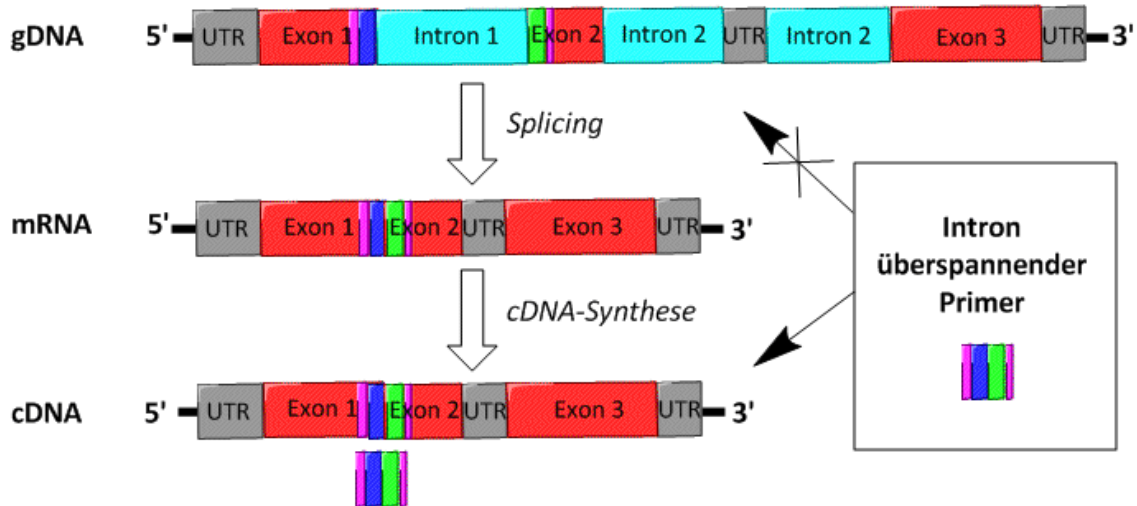 gDNA 5' UTR Exon 1 Intron 1 Exon 2 Intron 2 UTR Intron 2 Exon 3 UTR 3'
Splicing
mRNA 5' UTR Exon 1 Exon 2 UTR Exon 3 UTR 3'
cDNA-Synthese
cDNA 5' UTR Exon 1 Exon 2 UTR Exon 3 UTR 3'
Intron
überspannender
Primer